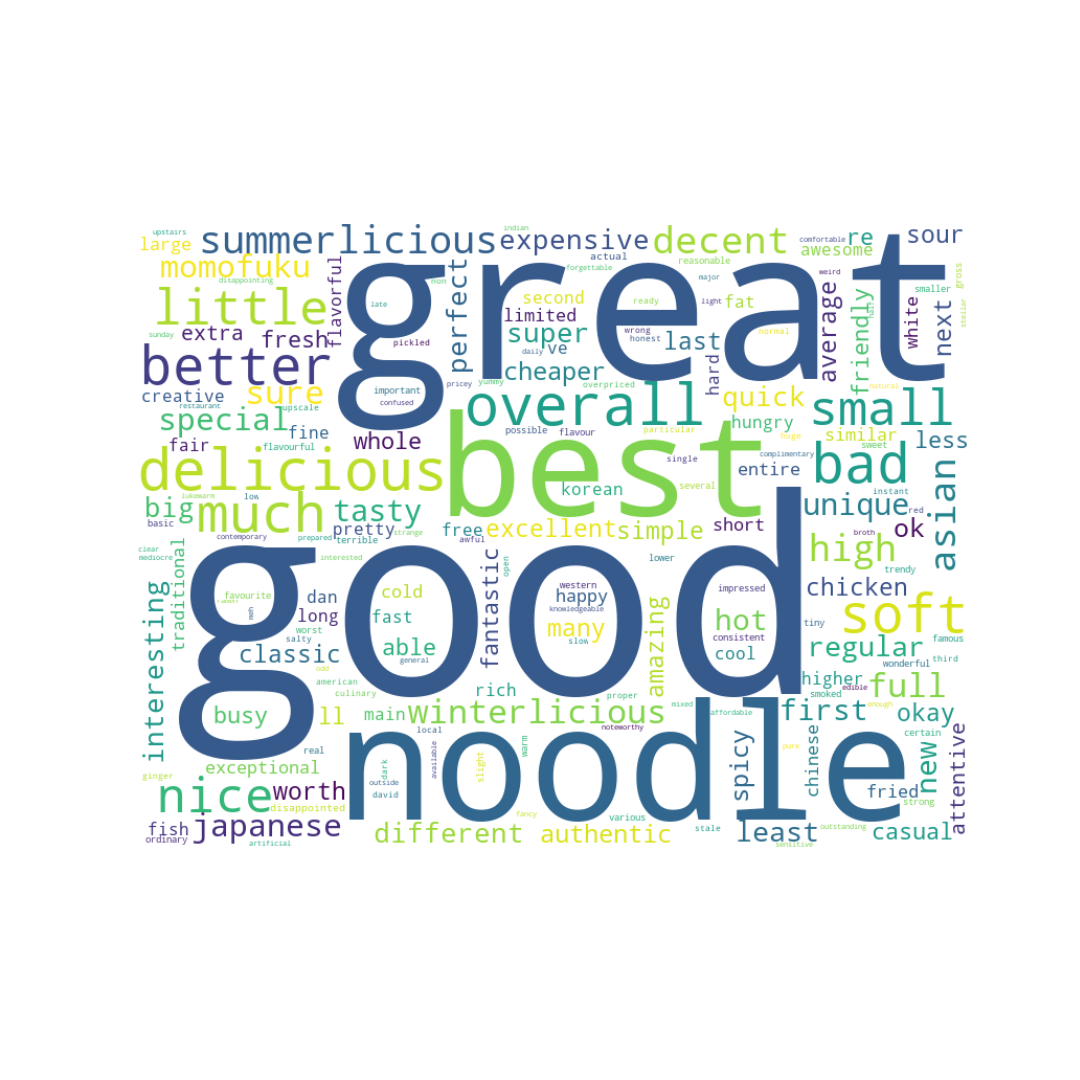 upstairs
indian
comfortable
large
summerlicious
expensive
decent
re
sour
awesome
actual
great
momofuku
disappointing
flavorful
non
perfect
forgettable
reasonable
major
weird
smaller
gross
stellar
little
late
second
ready
light
fat
average
friendly
white
next
extra
fresh
limited
super
wrong
honest
last
normal
sunday
better
pickled
ve
daily
cheaper
hard
creative
sure
important
confused
pricey
yummy
overpriced
quick
natural
small
restaurant
upscale
special
fine
overall
best
hungry
similar
less
fair
flavourful
whole
possible
flavour
particular
huge
sweet
delicious
single
entire
complimentary
bad
asian
lukewarm
low
korean
several
instant
big
much
tasty
unique
red
basic
pretty
free
excellent
simple
short
broth
ok
contemporary
prepared
terrible
strange
awful
clear
mediocre
interested
open
lower
high
trendy
traditional
interesting
good
favourite
meh
dan
cold
fantastic
western
happy
impressed
chicken
long
fast
knowledgeable
many
hot
tiny
soft
famous
worst
salty
able
slow
consistent
amazing
classic
general
cool
regular
wonderful
third
odd
american
culinary
rich
proper
higher
smoked
edible
full
enough
busy
ll
main
winterlicious
mixed
affordable
first
okay
local
noteworthy
certain
real
available
warm
noodle
spicy
chinese
new
attentive
exceptional
dark
slight
pork
ginger
outside
david
nice
worth
fried
strong
disappointed
fancy
various
fish
japanese
different
authentic
stale
least
outstanding
casual
ordinary
artificial
sensitive